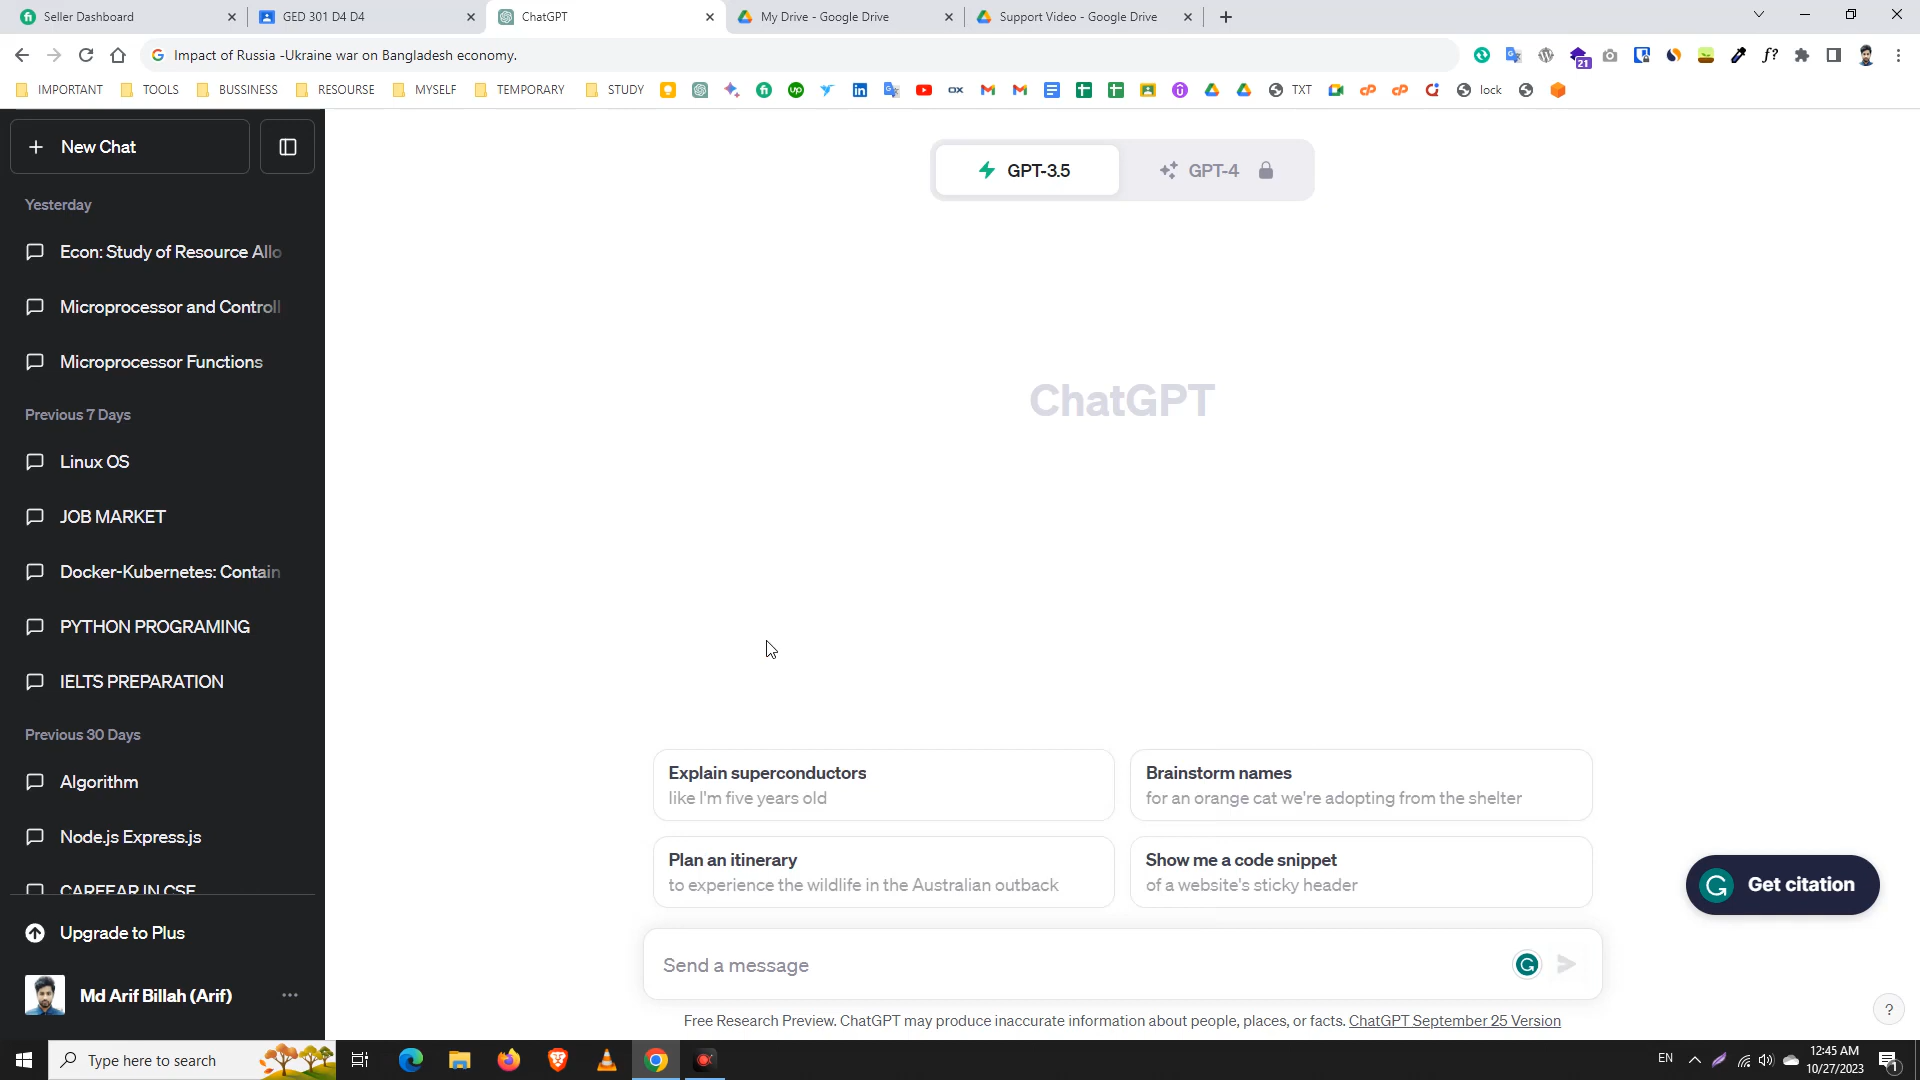 Seller Dashboard
GED 301 D4 D4
ChatGPT
My Drive - Google Drive
Support Video - Google Drive
Impact of Russia -Ukraine war on Bangladesh economy.
21
IMPORTANT
TOOLS
BUSSINESS
RESOURSE
MYSELF
TEMPORARY
STUDY
TXT
lock
New Chat
GPT-3.5
GPT-4
Yesterday
Econ: Study of Resource Allo
Microprocessor and Controll
Microprocessor Functions
Previous 7 Days
Linux OS
JOB MARKET
Docker-Kubernetes: Contain
PYTHON PROGRAMING
IELTS PREPARATION
Previous 30 Days
Algorithm
Node.js Express.js
CAREEAR IN CSE
Upgrade to Plus
Md Arif Billah (Arif)
ChatGPT
Explain superconductors
like I'm five years old
Brainstorm names
for an orange cat we're adopting from the shelter
Plan an itinerary
to experience the wildlife in the Australian outback
Show me a code snippet
of a website's sticky header
Get citation
Send a message
Free Research Preview. ChatGPT may produce inaccurate information about people, places, or facts. ChatGPT September 25 Version
?
Type here to search
EN
12:45 AM
10/27/2023
1